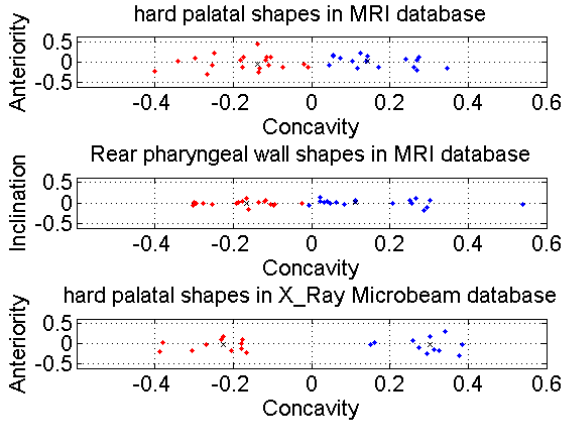 hard palatal shapes in MRI database
Anteriority
0.5
0
-0.5
-0.4 -0.2 0 0.2 0.4 0.6
Concavity
Rear pharyngeal wall shapes in MRI database
Inclination
0.5
0
-0.5
-0.4 -0.2 0 0.2 0.4 0.6
Concavity
hard palatal shapes in X_Ray Microbeam database
Anteriority
0.5
0
-0.5
-0.4 -0.2 0 0.2 0.4 0.6
Concavity